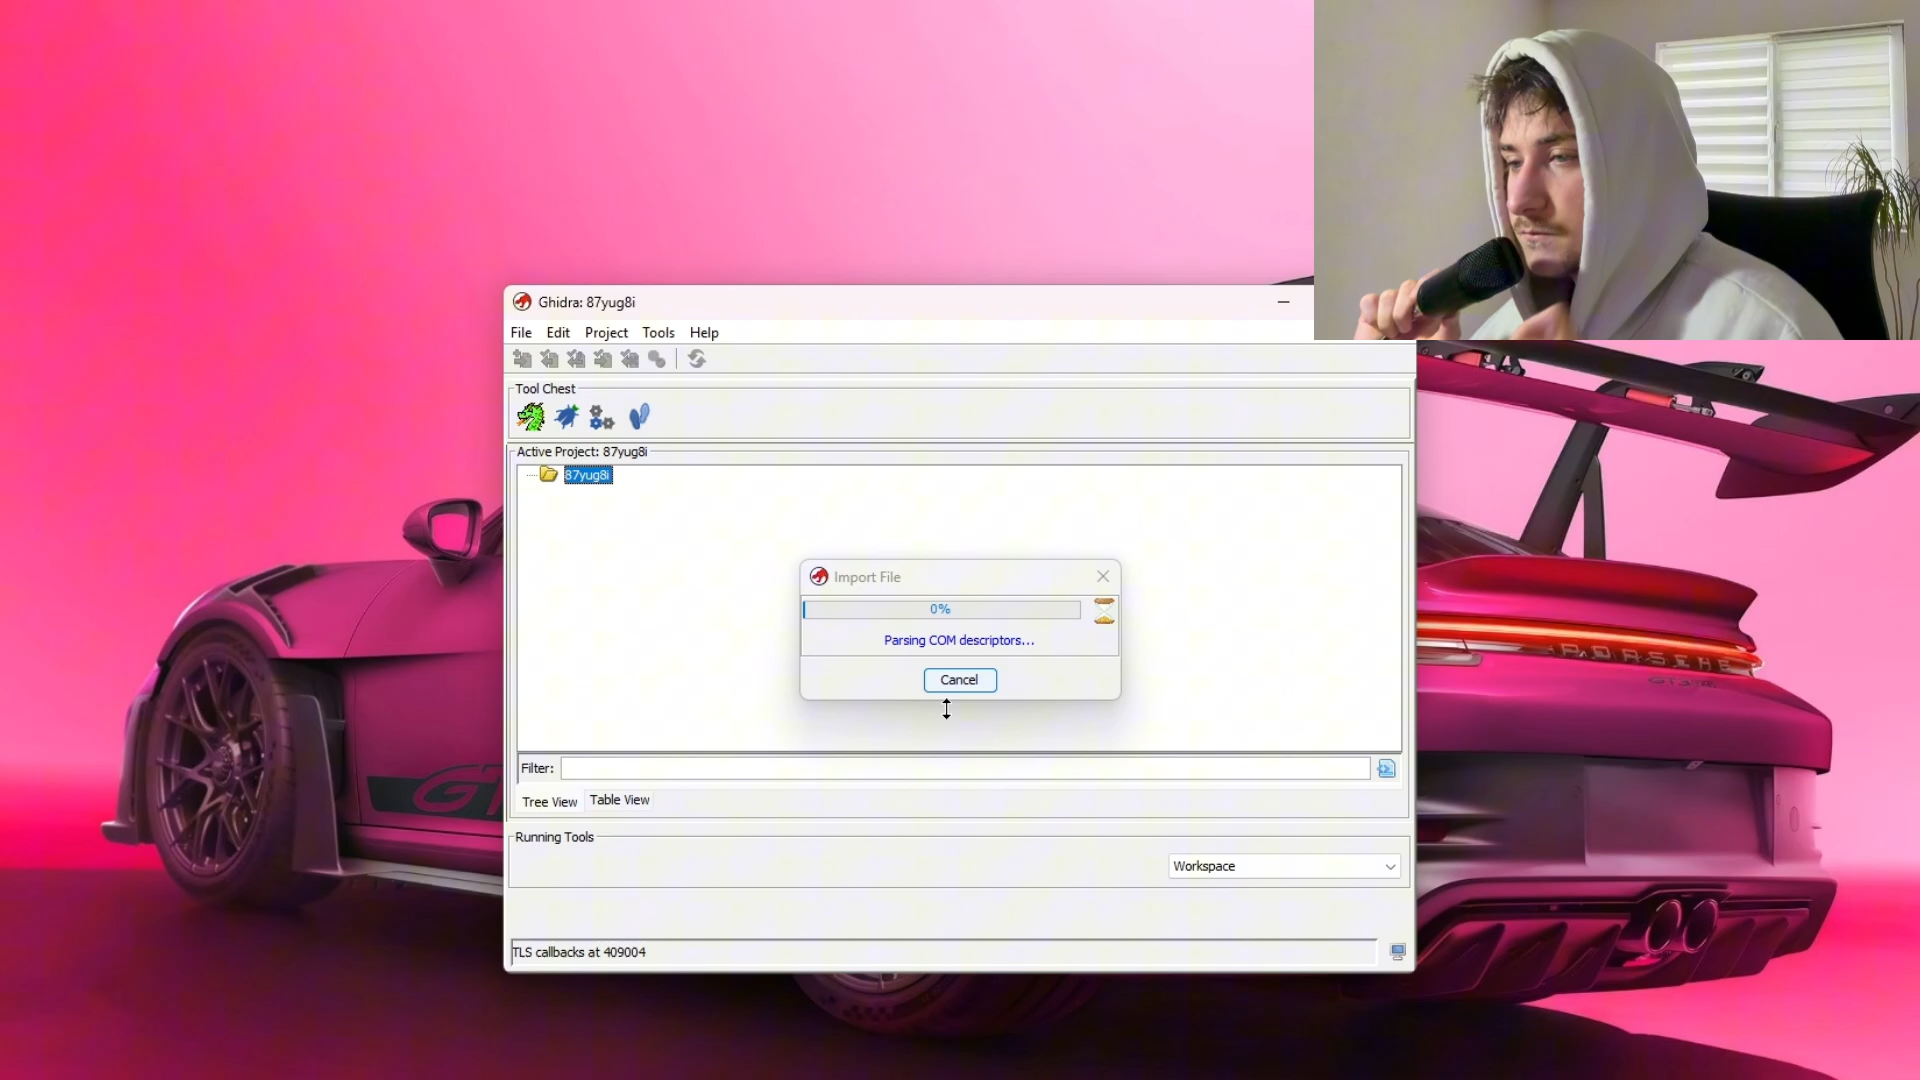 Ghidra: 87yug8i
File Edit Project Tools Help
Tool Chest
Active Project: 87yug8i
87yug8i
Import File
0%
Parsing COM descriptors...
Cancel
Filter:
Tree View Table View
Running Tools
Workspace
TLS callbacks at 409004
PORSCHE